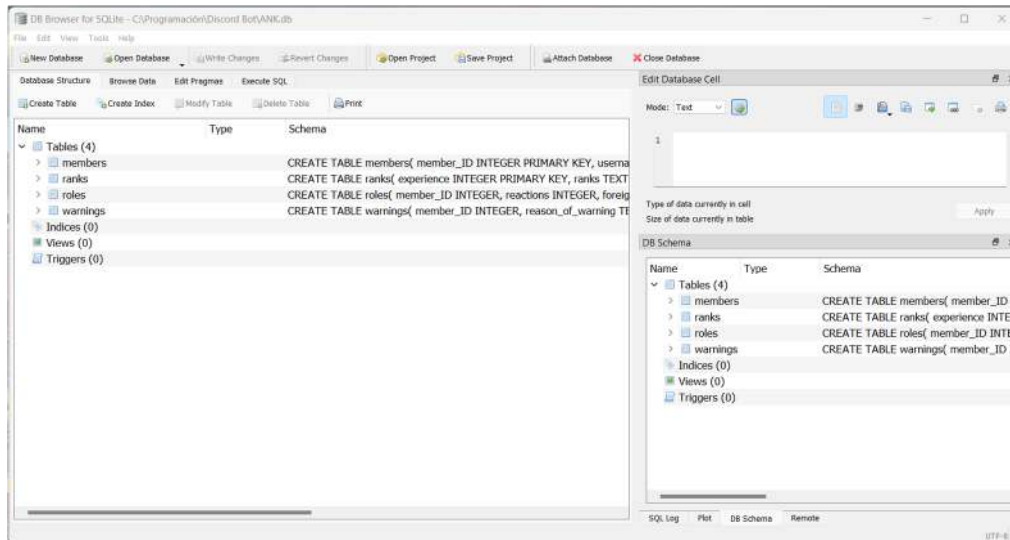 DB Browser for SQLite - C:\Programación\Discord Bot\ANK.db
File Edit View Tools Help
New Database Open Database Write Changes Revert Changes Open Project Save Project Attach Database Close Database
Database Structure Browse Data Edit Pragmas Execute SQL
Create Table Create Index Modify Table Delete Table Print
Name Type Schema
Tables (4)
members CREATE TABLE members( member_ID INTEGER PRIMARY KEY, userna
ranks CREATE TABLE ranks( experience INTEGER PRIMARY KEY, ranks TEXT
roles CREATE TABLE roles( member_ID INTEGER, reactions INTEGER, foreig
warnings CREATE TABLE warnings( member_ID INTEGER, reason_of_warning TE
Indices (0)
Views (0)
Triggers (0)
Edit Database Cell
Mode: Text
1
Type of data currently in cell
Size of data currently in table
Apply
DB Schema
Name Type Schema
Tables (4)
members CREATE TABLE members( member_ID
ranks CREATE TABLE ranks( experience INTE
roles CREATE TABLE roles( member_ID INTE
warnings CREATE TABLE warnings( member_ID
Indices (0)
Views (0)
Triggers (0)
SQL Log Plot DB Schema Remote
UTF-8